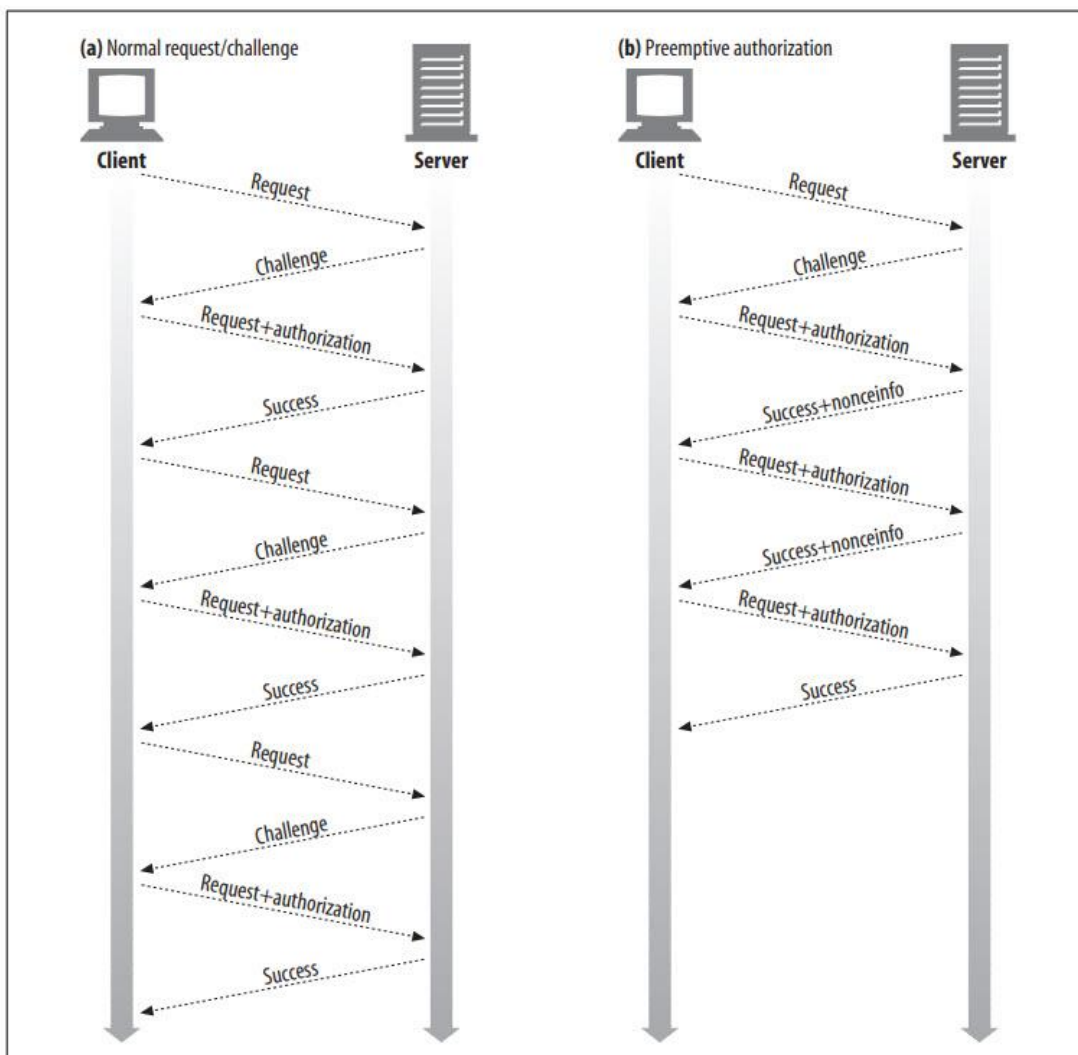 (a) Normal request/challenge
Client
Server
Request
Challenge
Request+authorization
Success
Request
Challenge
Request+authorization
Success
Request
Challenge
Request+authorization
Success
(b) Preemptive authorization
Client
Server
Request
Challenge
Request+authorization
Success+nonceinfo
Request+authorization
Success+nonceinfo
Request+authorization
Success